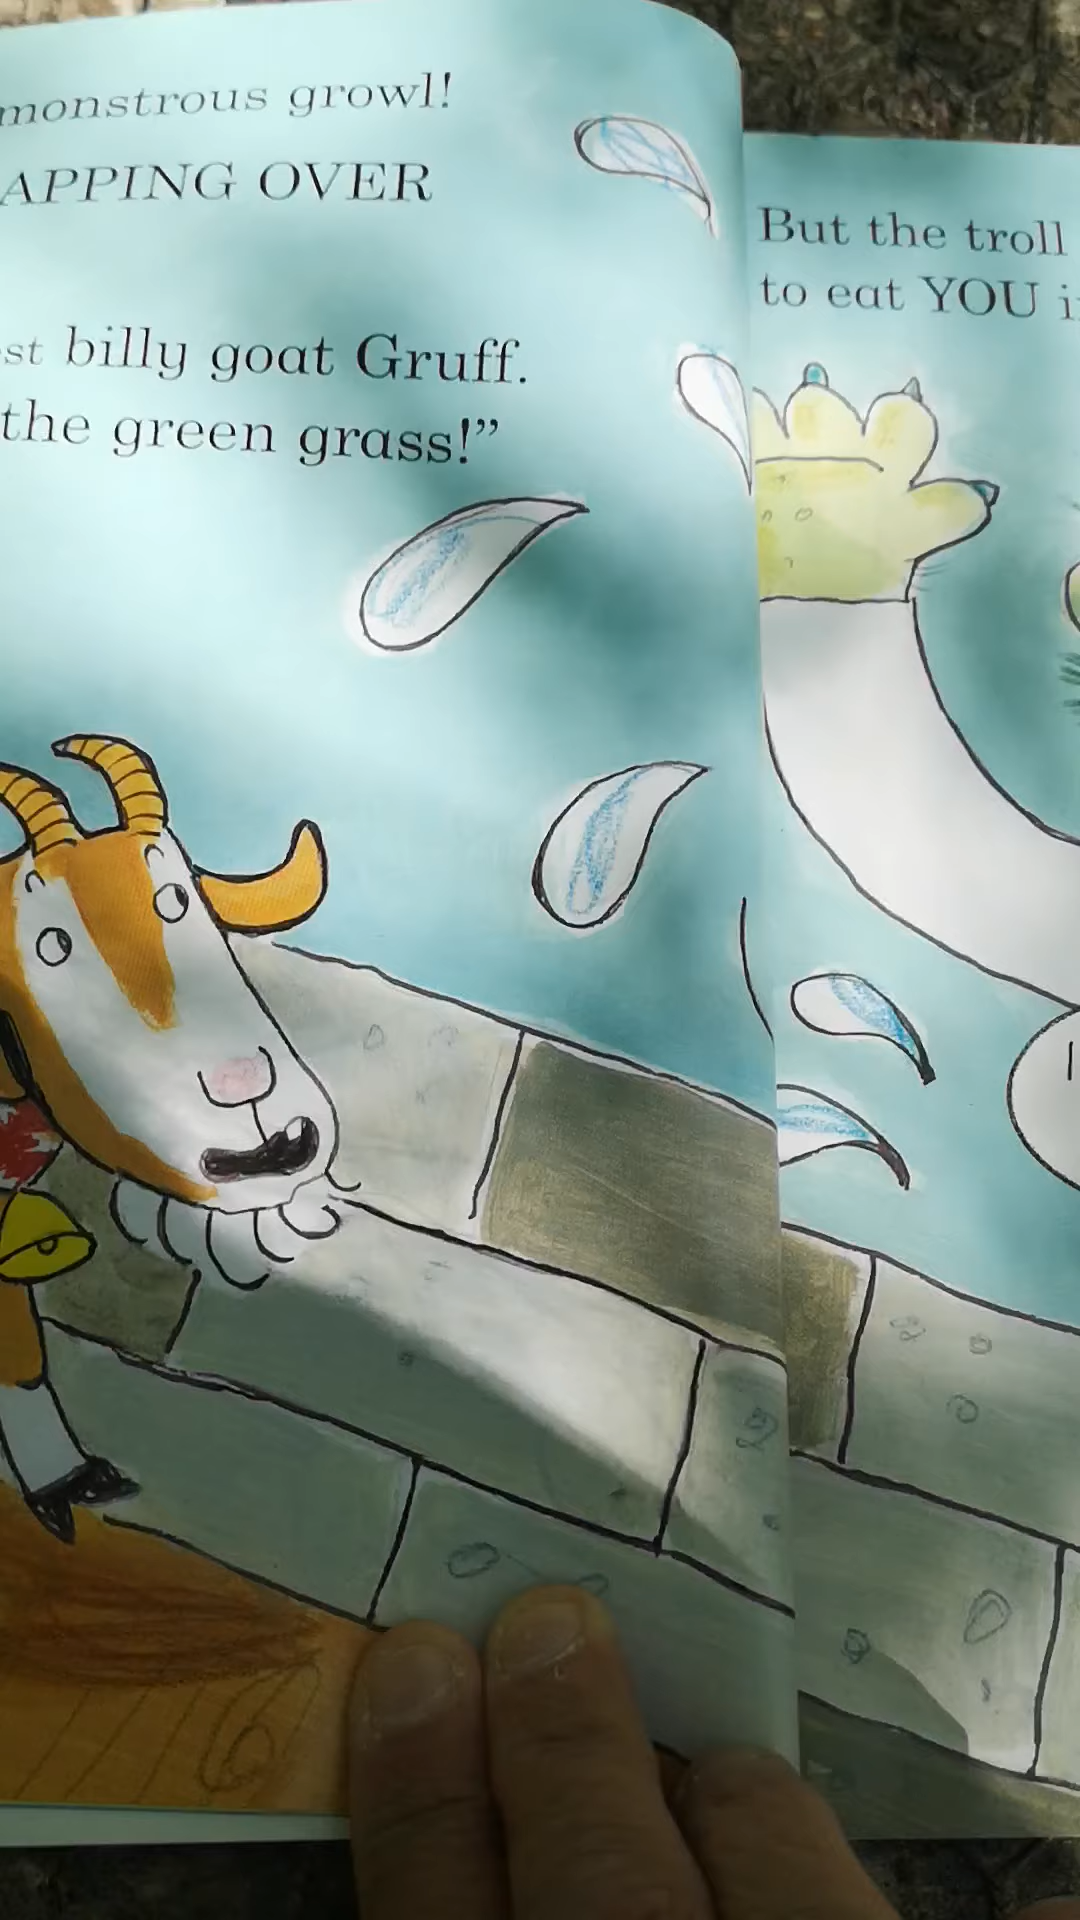 monstrous growl!
APPING OVER
st billy goat Gruff.
the green grass!”
But the troll
to eat YOU i